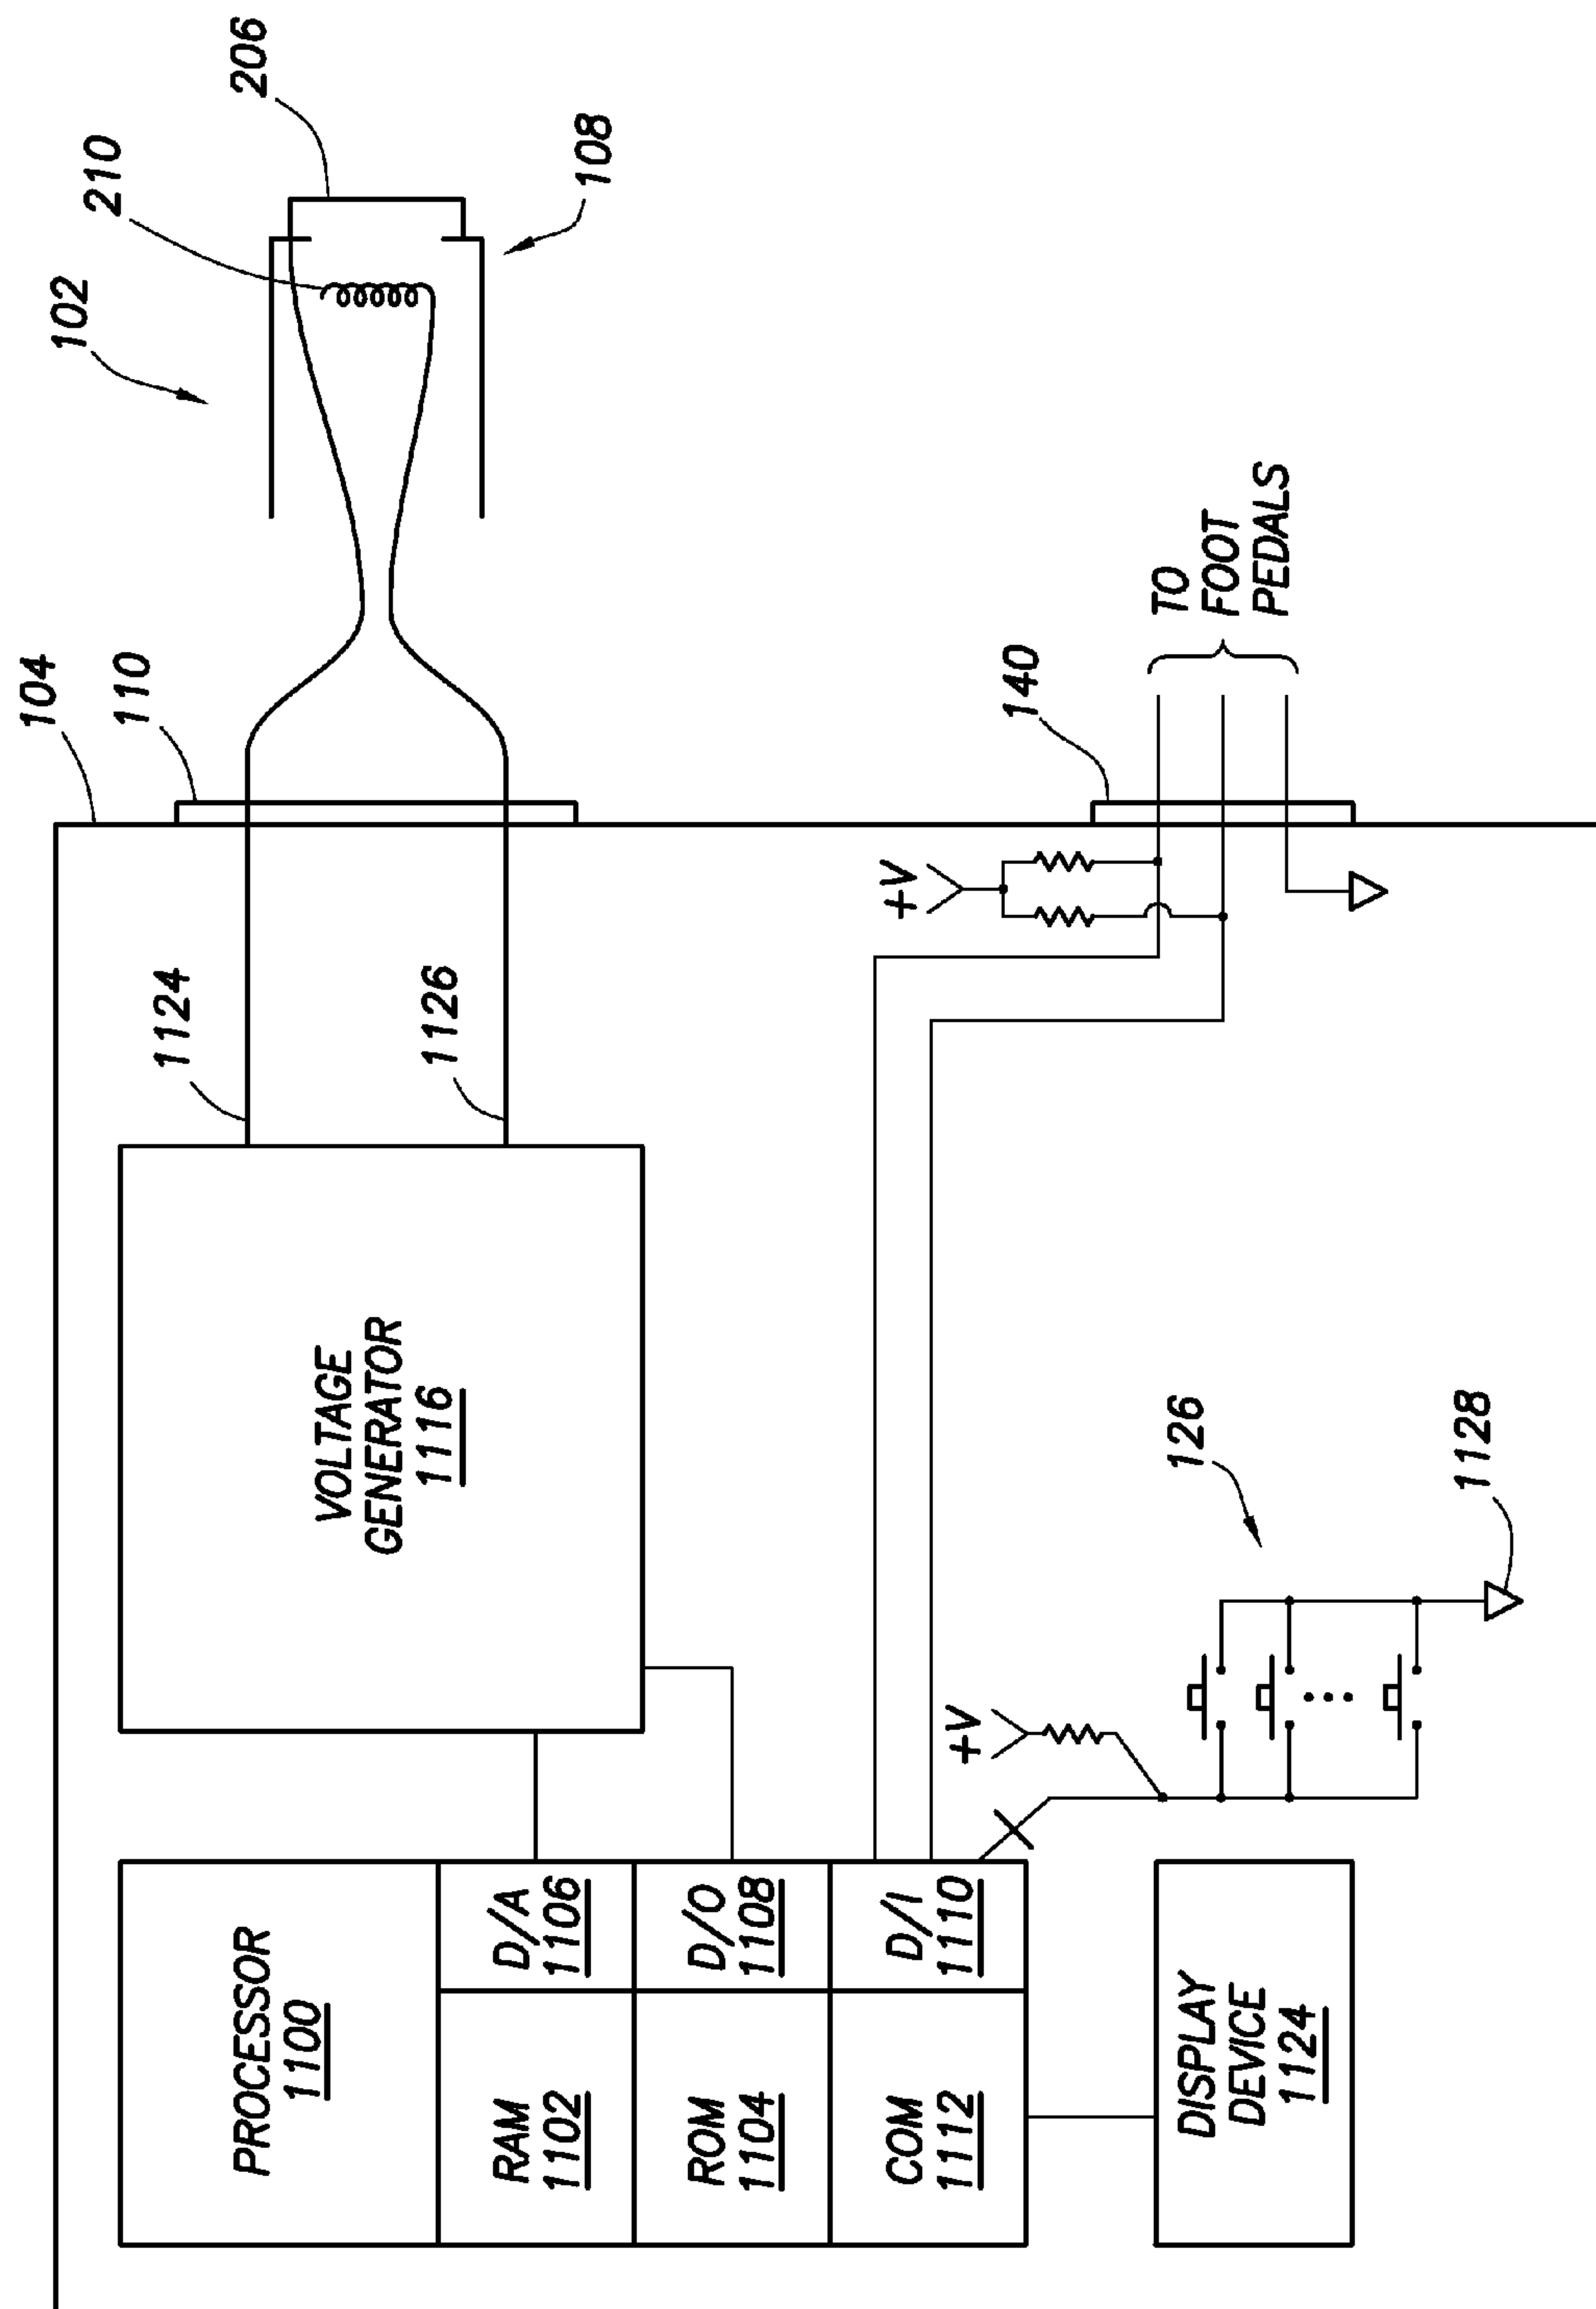 PROCESSOR
1100
RAM
1102
D/A
1106
ROM
1104
D/O
1108
COM
1112
D/I
1110
DISPLAY
DEVICE
1124
VOLTAGE
GENERATOR
1116
1124
1126
104
110
102
210
206
108
+V
140
TO
FOOT
PEDALS
+V
126
1128